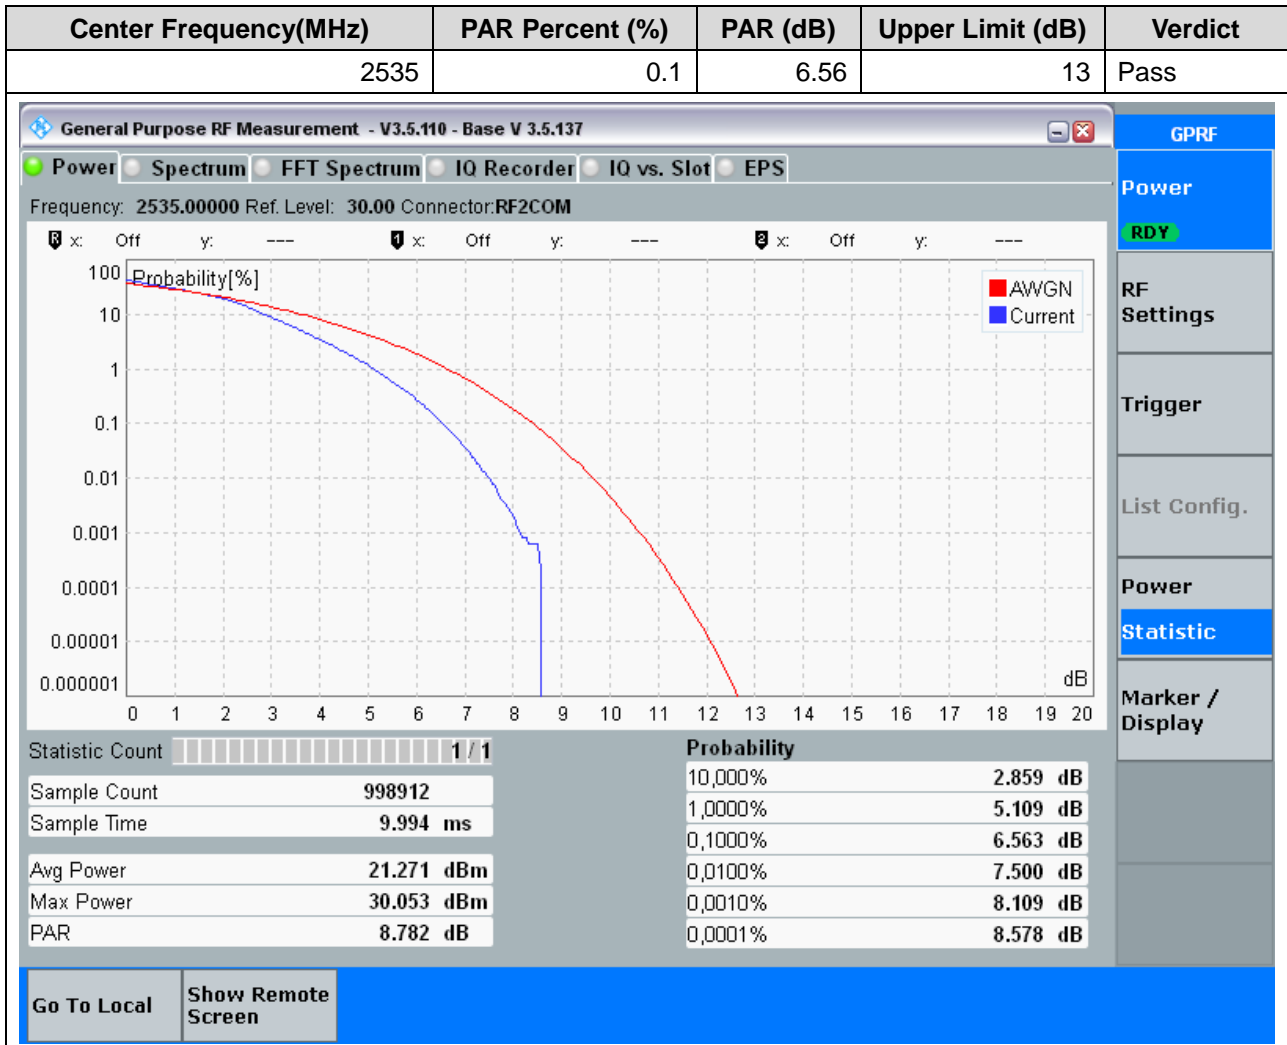 Center Frequency(MHz) PAR Percent (%) PAR (dB) Upper Limit (dB) Verdict
2535 0.1 6.56 13 Pass
General Purpose RF Measurement - V3.5.110 - Base V 3.5.137
GPRF
Power Spectrum FFT Spectrum IQ Recorder IQ vs. Slot EPS
Frequency: 2535.00000 Ref. Level: 30.00 Connector:RF2COM
R x: Off y: --- 1 x: Off y: --- 2 x: Off y: ---
Probability[%]
AWGN
Current
100
10
1
0.1
0.01
0.001
0.0001
0.00001
0.000001
dB
0 1 2 3 4 5 6 7 8 9 10 11 12 13 14 15 16 17 18 19 20
Statistic Count 1 / 1
Sample Count 998912
Sample Time 9.994 ms
Avg Power 21.271 dBm
Max Power 30.053 dBm
PAR 8.782 dB
Probability
10,000% 2.859 dB
1,0000% 5.109 dB
0,1000% 6.563 dB
0,0100% 7.500 dB
0,0010% 8.109 dB
0,0001% 8.578 dB
Power
RDY
RF
Settings
Trigger
List Config.
Power
Statistic
Marker /
Display
Go To Local
Show Remote
Screen